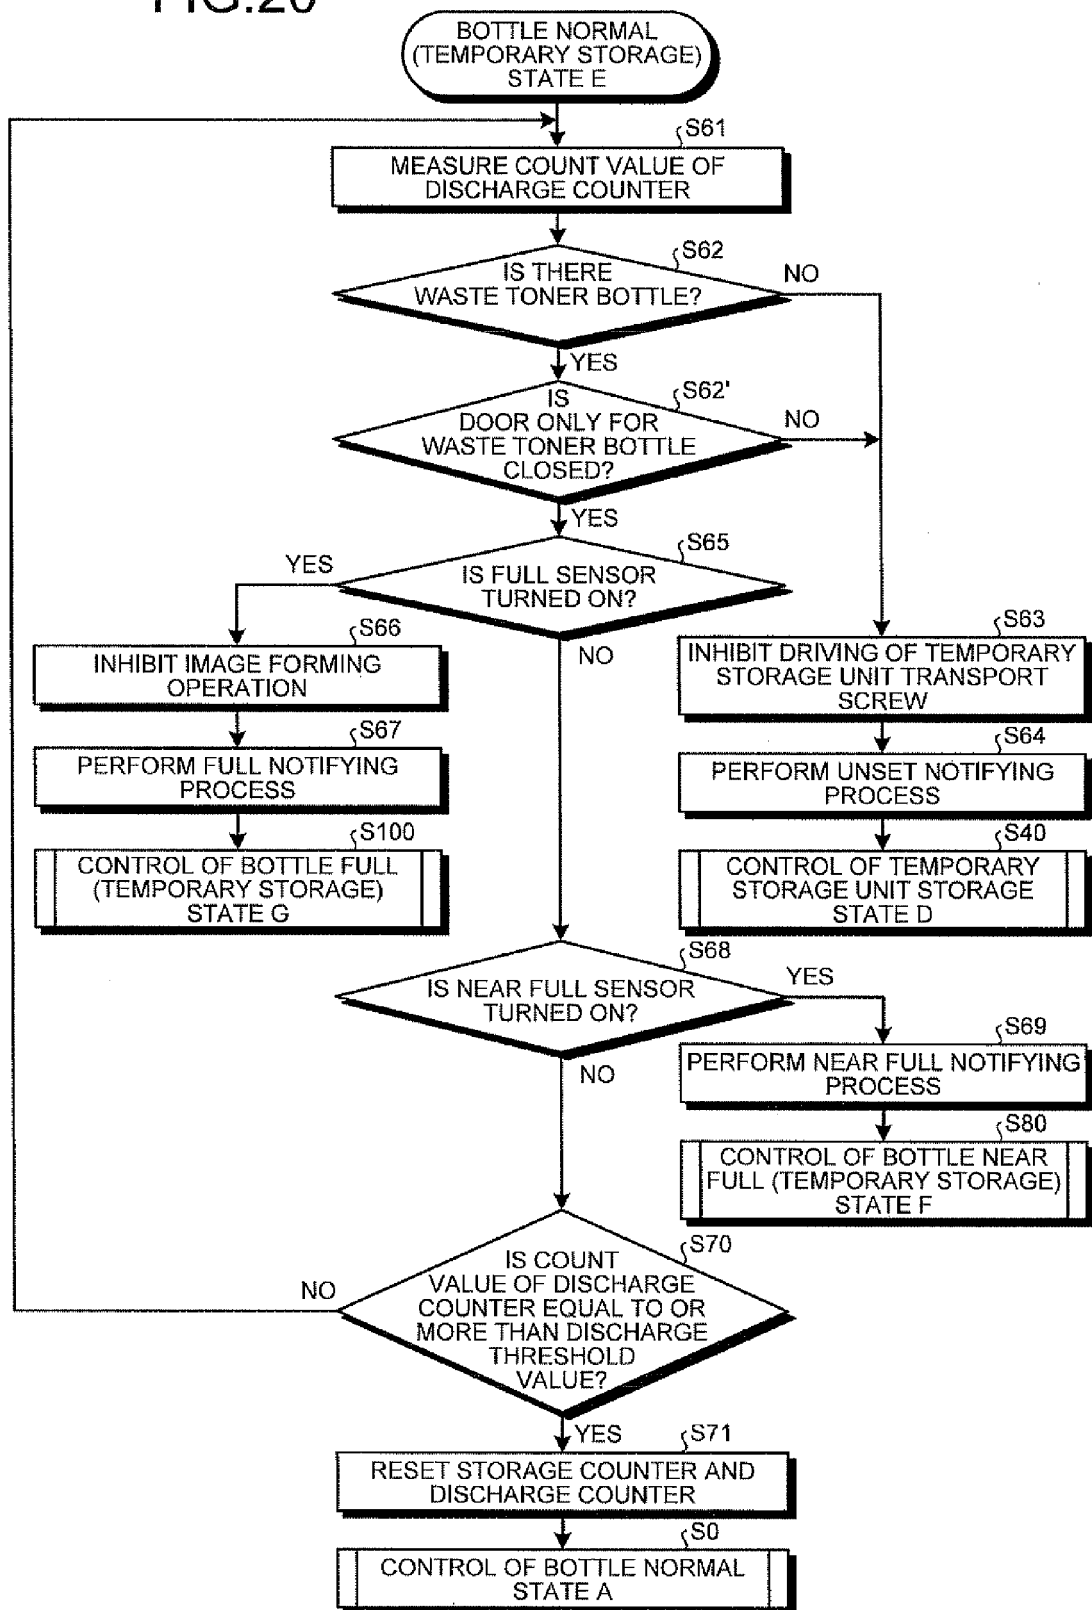 FIG.20
BOTTLE NORMAL
(TEMPORARY STORAGE)
STATE E
S61
MEASURE COUNT VALUE OF
DISCHARGE COUNTER
S62
IS THERE
WASTE TONER BOTTLE?
NO
YES
S62'
IS
DOOR ONLY FOR
WASTE TONER BOTTLE
CLOSED?
NO
YES
S65
IS FULL SENSOR
TURNED ON?
YES
NO
S66
INHIBIT IMAGE FORMING
OPERATION
S67
PERFORM FULL NOTIFYING
PROCESS
S100
CONTROL OF BOTTLE FULL
(TEMPORARY STORAGE)
STATE G
S63
INHIBIT DRIVING OF TEMPORARY
STORAGE UNIT TRANSPORT
SCREW
S64
PERFORM UNSET NOTIFYING
PROCESS
S40
CONTROL OF TEMPORARY
STORAGE UNIT STORAGE
STATE D
S68
IS NEAR FULL SENSOR
TURNED ON?
YES
NO
S69
PERFORM NEAR FULL NOTIFYING
PROCESS
S80
CONTROL OF BOTTLE NEAR
FULL (TEMPORARY STORAGE)
STATE F
S70
IS COUNT
VALUE OF DISCHARGE
COUNTER EQUAL TO OR
MORE THAN DISCHARGE
THRESHOLD
VALUE?
NO
YES
S71
RESET STORAGE COUNTER AND
DISCHARGE COUNTER
S0
CONTROL OF BOTTLE NORMAL
STATE A